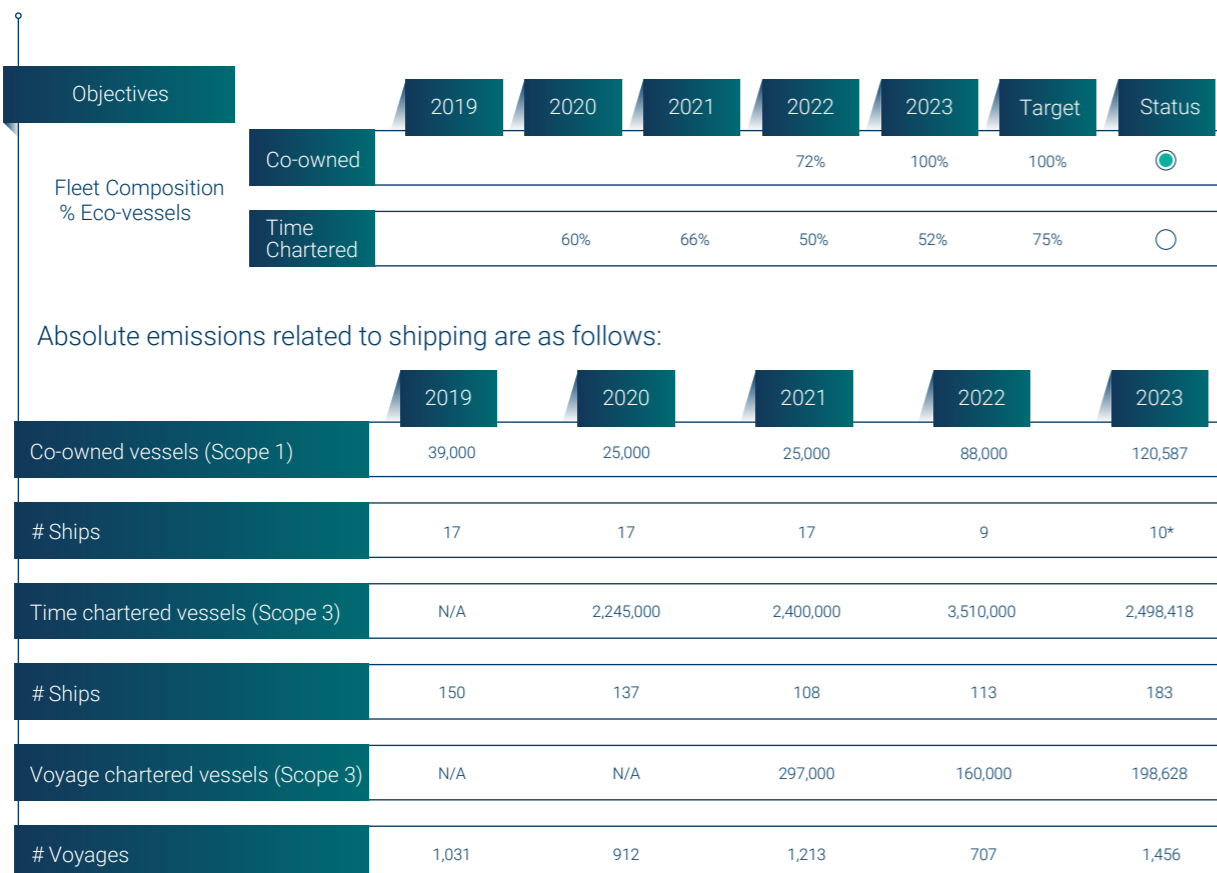 Objectives
2019 2020 2021 2022 2023 Target Status
Co-owned 72% 100% 100%
Fleet Composition
% Eco-vessels
Time
Chartered 60% 66% 50% 52% 75%
Absolute emissions related to shipping are as follows:
2019 2020 2021 2022 2023
Co-owned vessels (Scope 1) 39,000 25,000 25,000 88,000 120,587
# Ships 17 17 17 9 10*
Time chartered vessels (Scope 3) N/A 2,245,000 2,400,000 3,510,000 2,498,418
# Ships 150 137 108 113 183
Voyage chartered vessels (Scope 3) N/A N/A 297,000 160,000 198,628
# Voyages 1,031 912 1,213 707 1,456